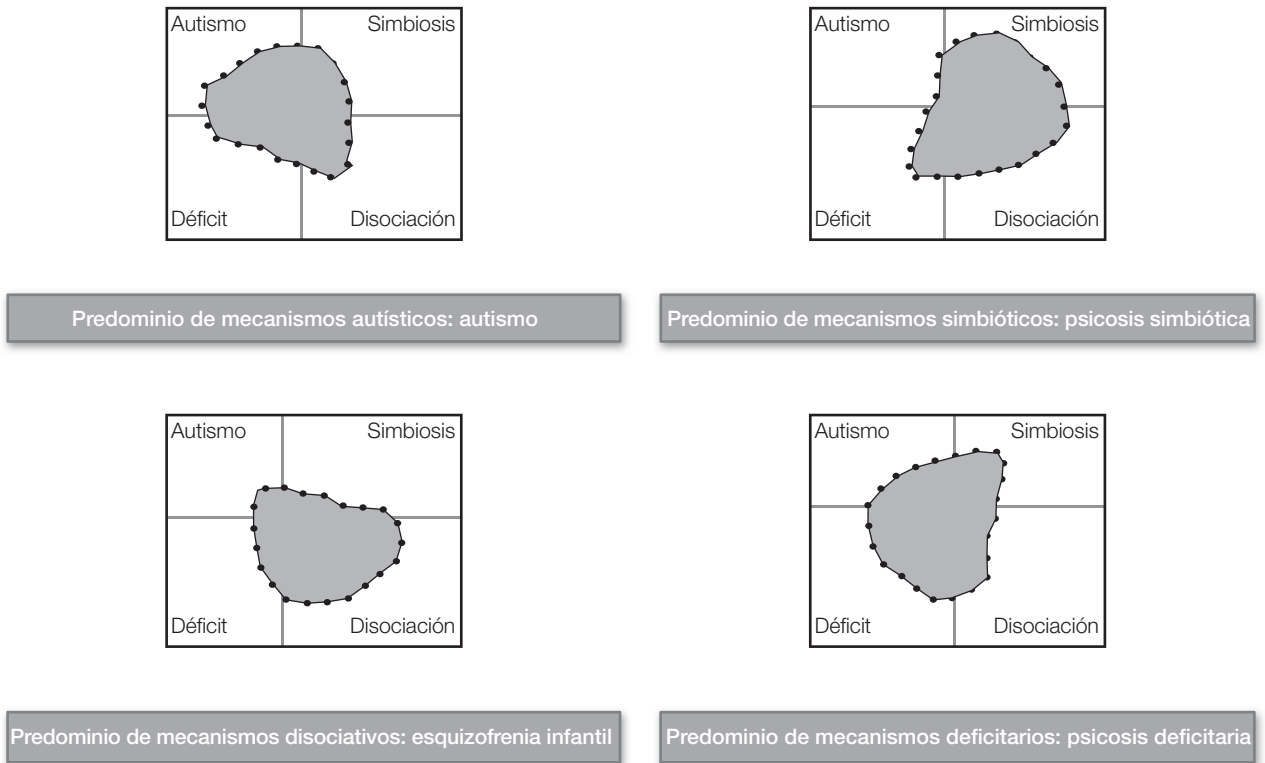 Autismo Simbiosis
Déficit Disociación
Autismo Simbiosis
Déficit Disociación
Predominio de mecanismos autísticos: autismo
Predominio de mecanismos simbióticos: psicosis simbiótica
Autismo Simbiosis
Déficit Disociación
Autismo Simbiosis
Déficit Disociación
Predominio de mecanismos disociativos: esquizofrenia infantil
Predominio de mecanismos deficitarios: psicosis deficitaria